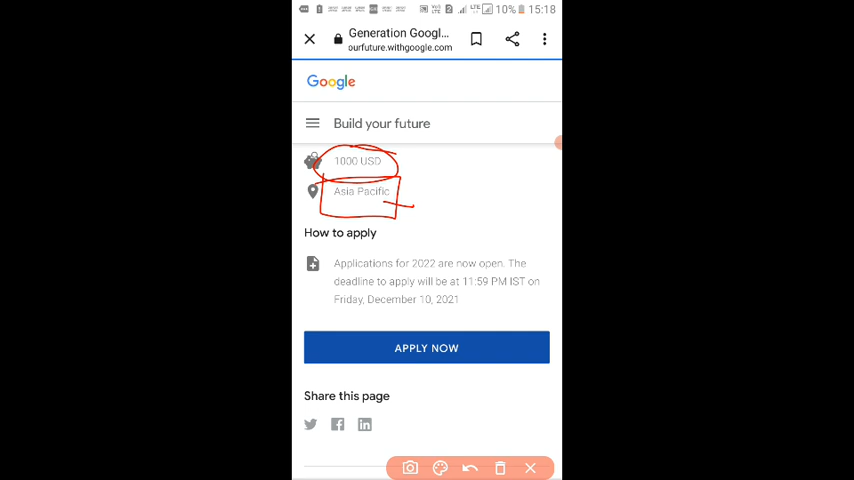 10% 15:18
Generation Googl...
ourfuture.withgoogle.com
Google
Build your future
1000 USD
Asia Pacific
How to apply
Applications for 2022 are now open. The
deadline to apply will be at 11:59 PM IST on
Friday, December 10, 2021
APPLY NOW
Share this page